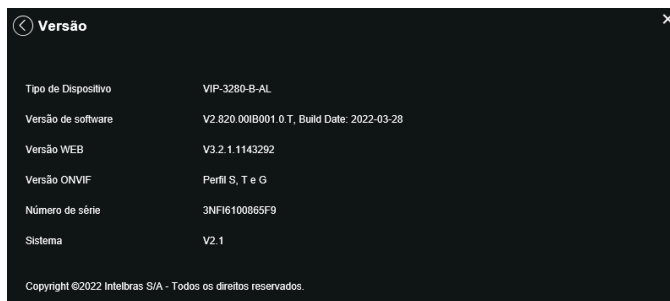 Versão
Tipo de Dispositivo VIP-3280-B-AL
Versão de software V2.820.00IB001.0.T, Build Date: 2022-03-28
Versão WEB V3.2.1.1143292
Versão ONVIF Perfil S, T e G
Número de série 3NFI6100865F9
Sistema V2.1
Copyright ©2022 Intelbras S/A - Todos os direitos reservados.